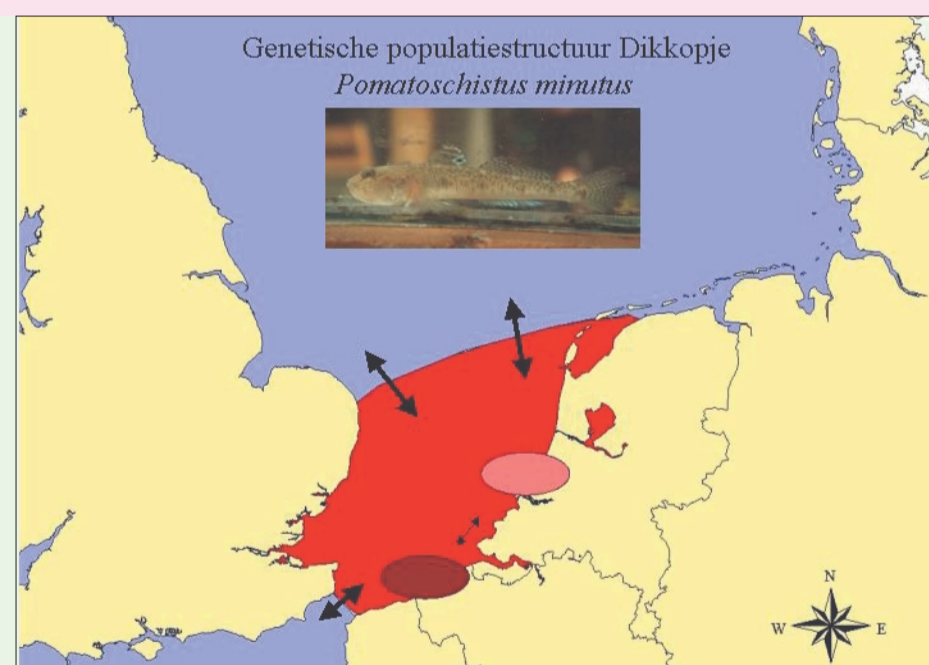 Genetische populatiestructuur Dikkopje
Pomatoschistus minutus
N
W E
S